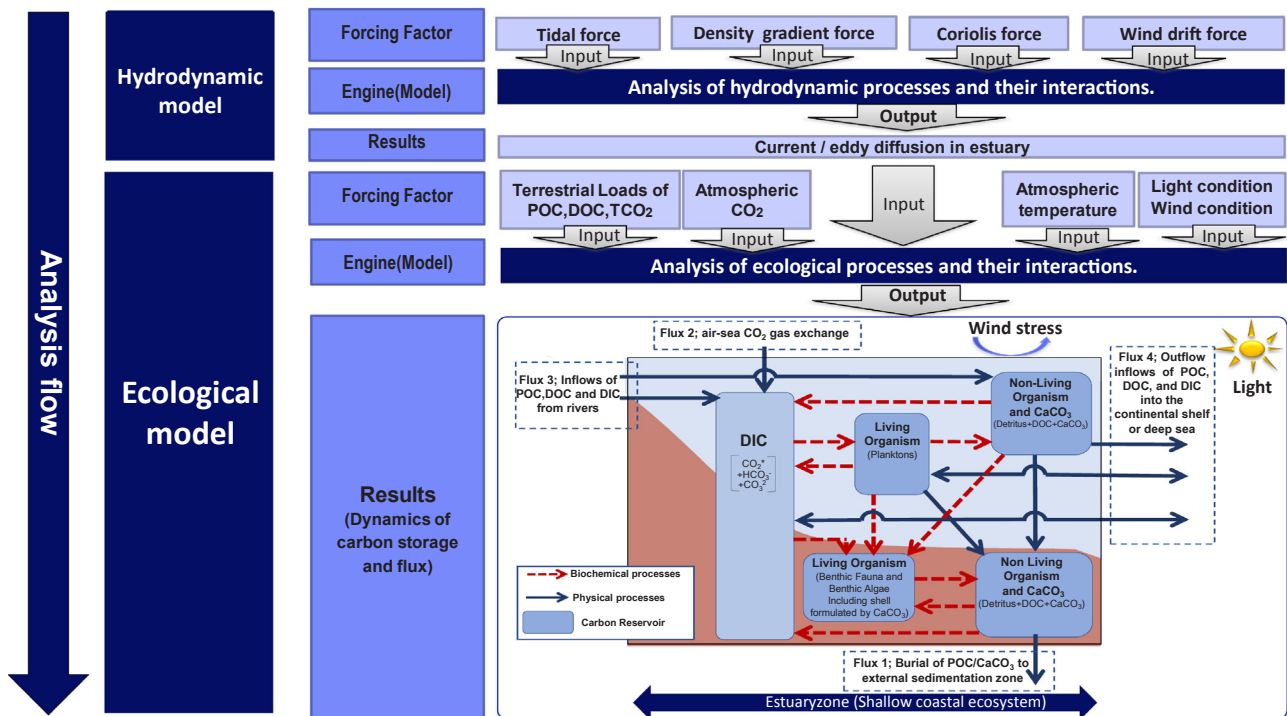 Analysis flow
Hydrodynamic
model
Ecological
model
Forcing Factor
Tidal force
Density gradient force
Coriolis force
Wind drift force
Input
Input
Input
Input
Engine(Model)
Analysis of hydrodynamic processes and their interactions.
Output
Results
Current / eddy diffusion in estuary
Forcing Factor
Terrestrial Loads of
POC,DOC,TCO₂
Atmospheric
CO₂
Input
Atmospheric
temperature
Light condition
Wind condition
Input
Input
Input
Input
Engine(Model)
Analysis of ecological processes and their interactions.
Output
Results
(Dynamics of
carbon storage
and flux)
Flux 2; air-sea CO₂ gas exchange
Wind stress
Light
Flux 3; Inflows of
POC,DOC and DIC
from rivers
Flux 4; Outflow
inflows of POC,
DOC, and DIC
into the
continental shelf
or deep sea
Non-Living
Organism
and CaCO₃
(Detritus+DOC+CaCO₃)
DIC
CO₂*
+HCO₃⁻
+CO₃²⁻
Living
Organism
(Planktons)
Living Organism
(Benthic Fauna and
Benthic Algae
Including shell
formulated by CaCO₃)
Non Living
Organism
and CaCO₃
(Detritus+DOC+CaCO₃)
Biochemical processes
Physical processes
Carbon Reservoir
Flux 1; Burial of POC/CaCO₃ to
external sedimentation zone
Estuaryzone (Shallow coastal ecosystem)